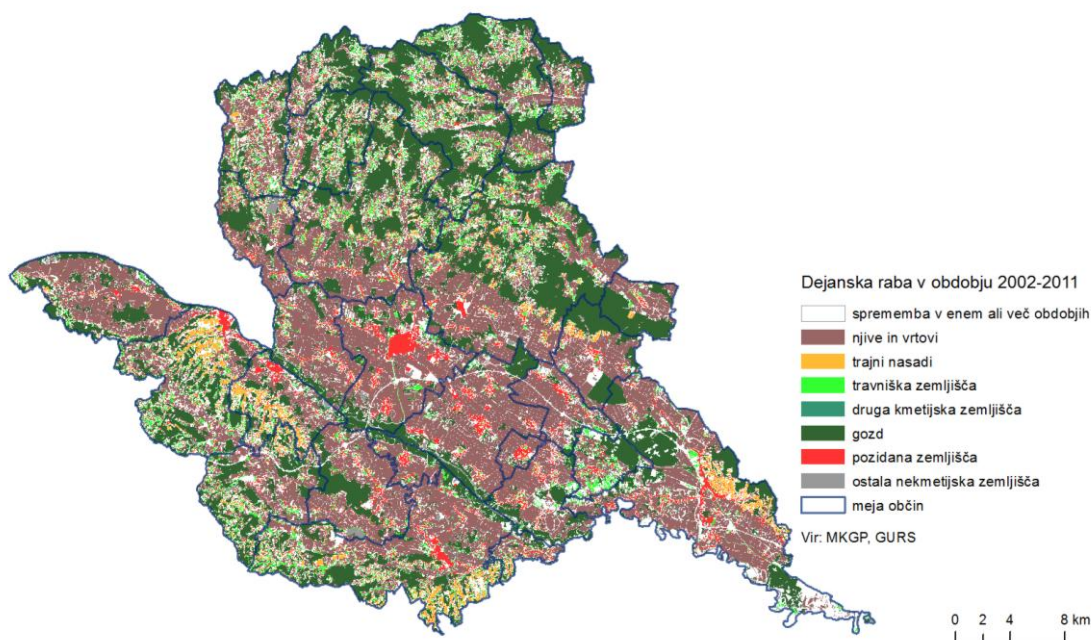 Dejanska raba v obdobju 2002-2011
sprememba v enem ali več obdobjih
njive in vrtovi
trajni nasadi
travniška zemljišča
druga kmetijska zemljišča
gozd
pozidana zemljišča
ostala nekmetijska zemljišča
meja občin
Vir: MKGP, GURS
0 2 4 8 km